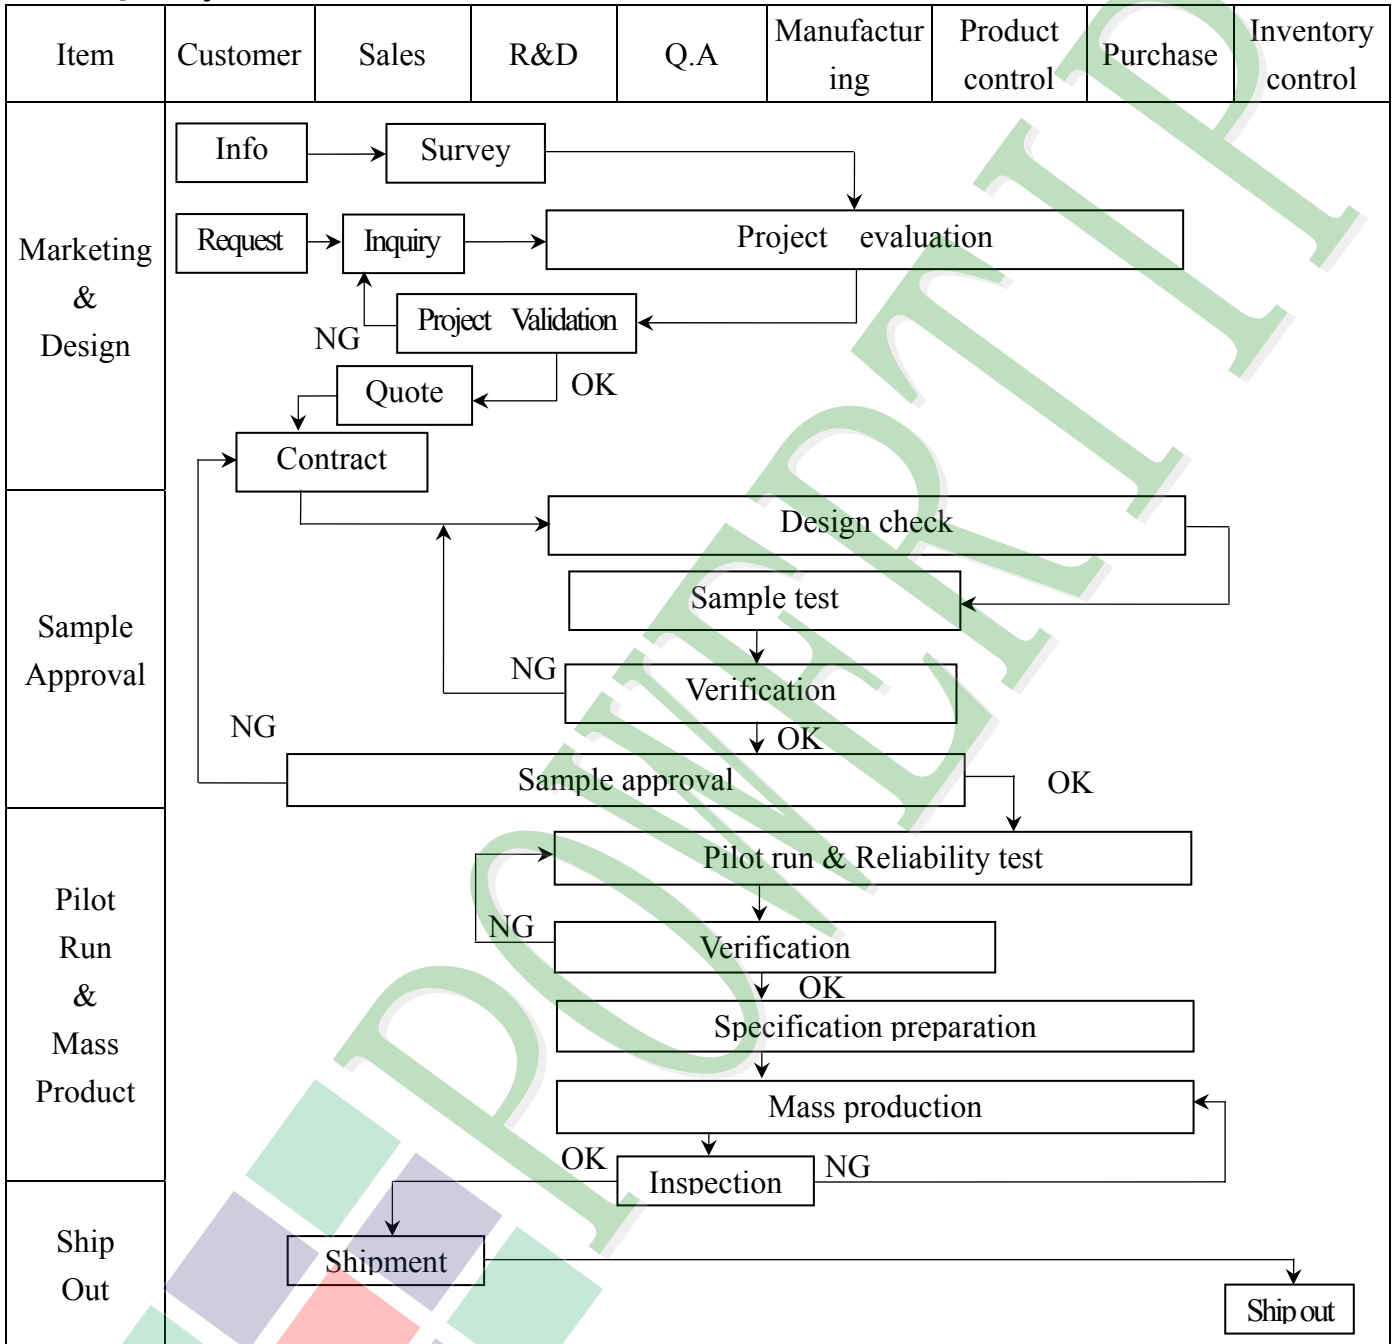 Item
Customer
Sales
R&D
Q.A
Manufactur
ing
Product
control
Purchase
Inventory
control
Marketing
&
Design
Info
Survey
Request
Inquiry
Project evaluation
Project Validation
NG
OK
Quote
Contract
Sample
Approval
Design check
Sample test
NG
Verification
NG
OK
Sample approval
OK
Pilot
Run
&
Mass
Product
Pilot run & Reliability test
NG
Verification
OK
Specification preparation
Mass production
OK
Inspection
NG
Ship
Out
Shipment
Ship out
POWERTIP